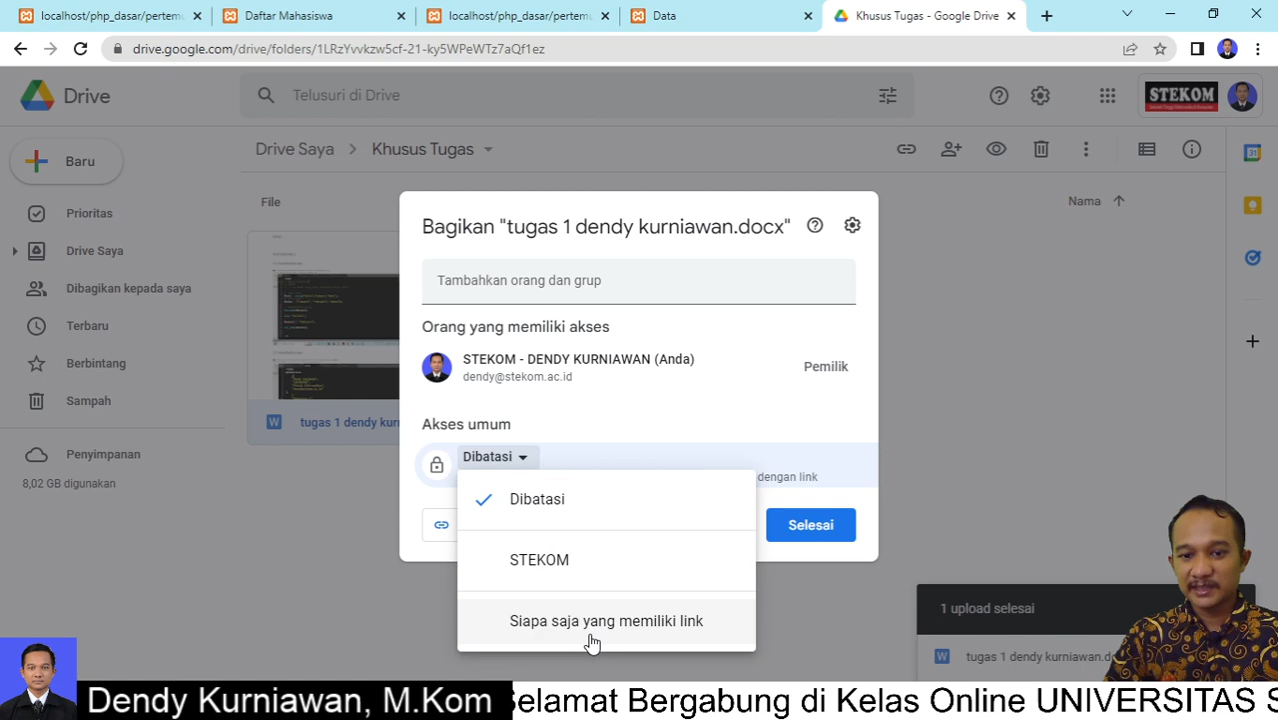 localhost/php_dasar/pertemu
Daftar Mahasiswa
localhost/php_dasar/pertemu
Data
Khusus Tugas - Google Drive
drive.google.com/drive/folders/1LRzYvvkzw5cf-21-ky5WPeWTz7aQf1ez
Drive
Telusuri di Drive
STEKOM
Baru
Drive Saya
Khusus Tugas
File
Nama
Prioritas
Drive Saya
Dibagikan kepada saya
Terbaru
Berbintang
Sampah
Penyimpanan
8,02 GB digunakan
tugas 1 dendy kur
Bagikan "tugas 1 dendy kurniawan.docx"
Tambahkan orang dan grup
Orang yang memiliki akses
STEKOM - DENDY KURNIAWAN (Anda)
dendy@stekom.ac.id
Pemilik
Akses umum
Dibatasi
dengan link
Dibatasi
STEKOM
Siapa saja yang memiliki link
Selesai
1 upload selesai
tugas 1 dendy kurniawan.do
Dendy Kurniawan, M.Kom
Selamat Bergabung di Kelas Online UNIVERSITAS S